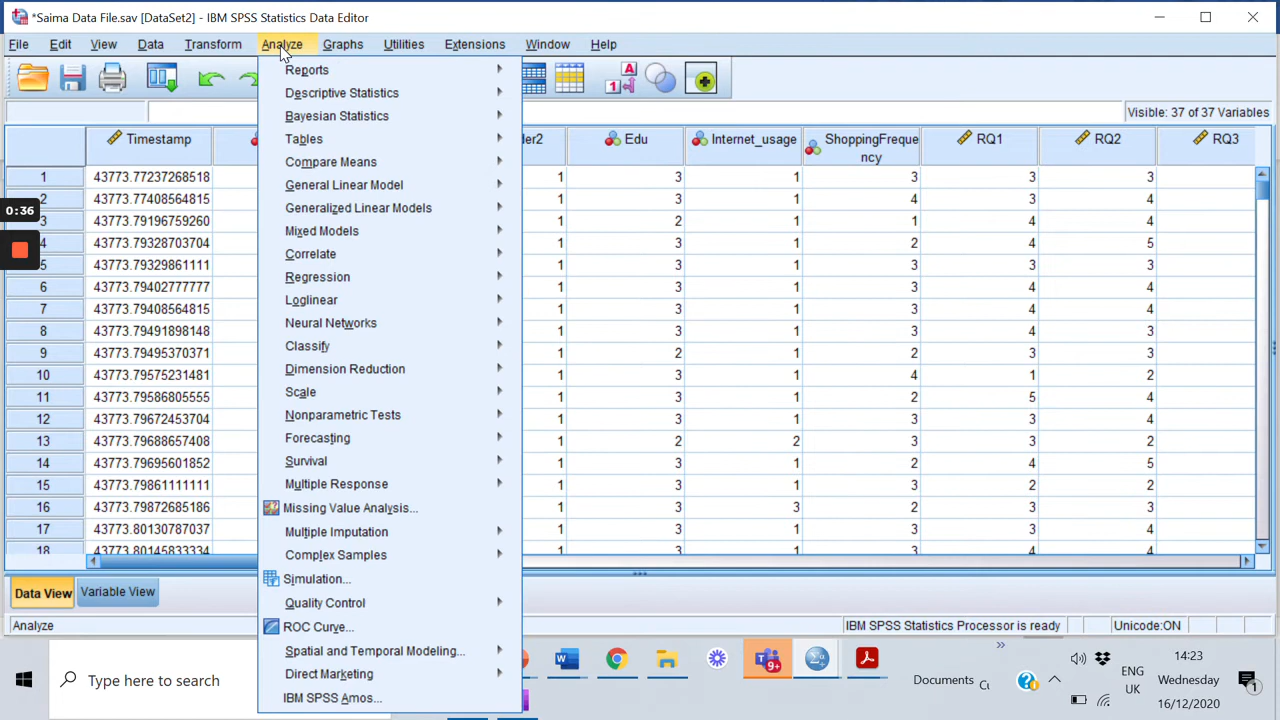 *Saima Data File.sav [DataSet2] - IBM SPSS Statistics Data Editor
File Edit View Data Transform Analyze Graphs Utilities Extensions Window Help
Visible: 37 of 37 Variables
Timestamp der2 Edu Internet_usage ShoppingFreque
ncy RQ1 RQ2 RQ3
1 43773.77237268518 1 3 1 3 3 3
2 43773.77408564815 1 3 1 4 3 4
3 43773.79196759260 1 2 1 1 4 4
4 43773.79328703704 1 3 1 2 4 5
5 43773.79329861111 1 3 1 3 3 3
6 43773.79402777777 1 3 1 3 4 4
7 43773.79408564815 1 3 1 3 4 4
8 43773.79491898148 1 3 1 3 4 3
9 43773.79495370371 1 2 1 2 3 3
10 43773.79575231481 1 3 1 4 1 2
11 43773.79586805555 1 3 1 2 5 4
12 43773.79672453704 1 3 1 3 3 4
13 43773.79688657408 1 2 2 3 3 2
14 43773.79695601852 1 3 1 2 4 5
15 43773.79861111111 1 3 1 3 2 2
16 43773.79872685186 1 3 3 2 3 3
17 43773.80130787037 1 3 1 3 3 4
18 43773.80145833334 1 3 1 3 4 4
0:36
Reports
Descriptive Statistics
Bayesian Statistics
Tables
Compare Means
General Linear Model
Generalized Linear Models
Mixed Models
Correlate
Regression
Loglinear
Neural Networks
Classify
Dimension Reduction
Scale
Nonparametric Tests
Forecasting
Survival
Multiple Response
Missing Value Analysis...
Multiple Imputation
Complex Samples
Simulation...
Quality Control
ROC Curve...
Spatial and Temporal Modeling...
Direct Marketing
IBM SPSS Amos...
Data View Variable View
Analyze IBM SPSS Statistics Processor is ready Unicode:ON
Type here to search
9+
Documents
ENG
UK
14:23
Wednesday
16/12/2020
1